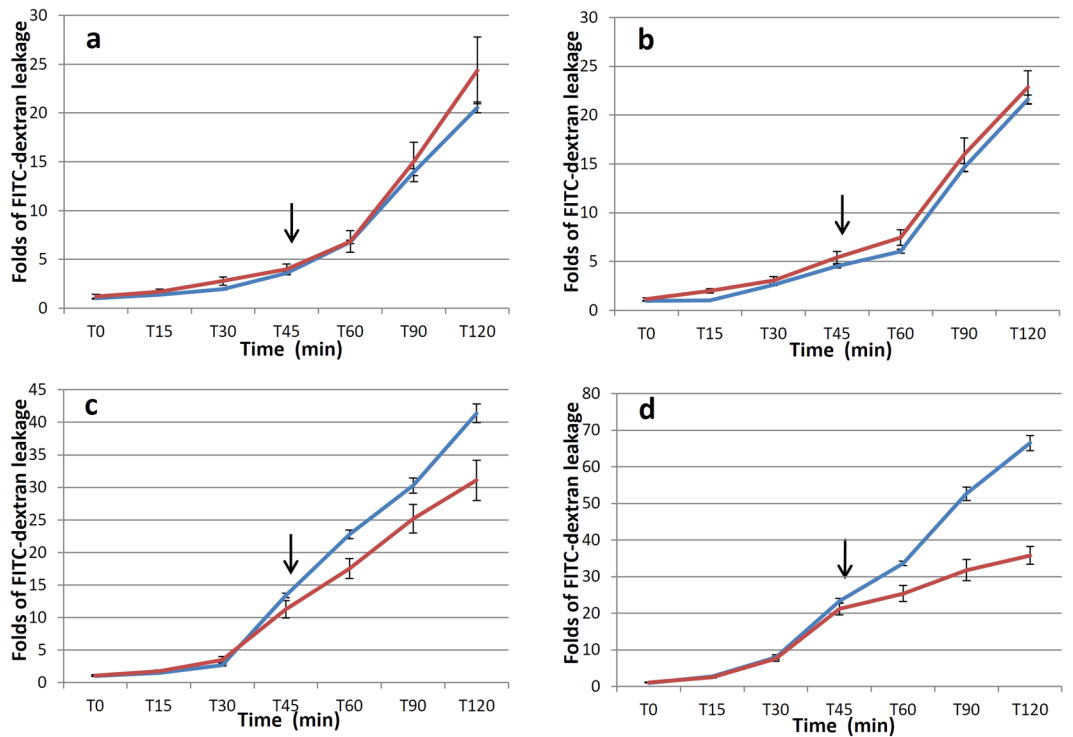 a
Folds of FITC-dextran leakage
30
25
20
15
10
5
0
T0 T15 T30 T45 T60 T90 T120
Time (min)
b
Folds of FITC-dextran leakage
30
25
20
15
10
5
0
T0 T15 T30 T45 T60 T90 T120
Time (min)
c
Folds of FITC-dextran leakage
45
40
35
30
25
20
15
10
5
0
T0 T15 T30 T45 T60 T90 T120
Time (min)
d
Folds of FITC-dextran leakage
80
70
60
50
40
30
20
10
0
T0 T15 T30 T45 T60 T90 T120
Time (min)